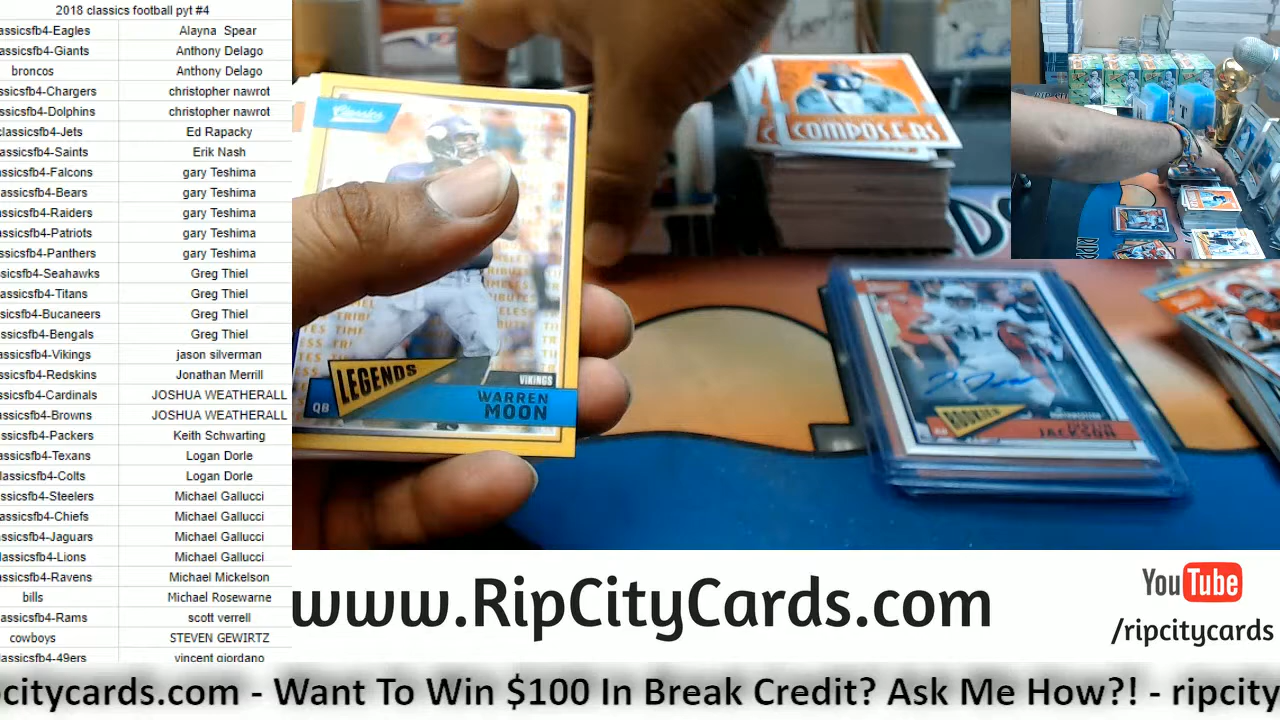 2018 classics football pyt #4
assicsfb4-Eagles Alayna Spear
assicsfb4-Giants Anthony Delago
broncos Anthony Delago
assicsfb4-Chargers christopher nawrot
assicsfb4-Dolphins christopher nawrot
classicsfb4-Jets Ed Rapacky
assicsfb4-Saints Erik Nash
assicsfb4-Falcons gary Teshima
assicsfb4-Bears gary Teshima
assicsfb4-Raiders gary Teshima
assicsfb4-Patriots gary Teshima
assicsfb4-Panthers gary Teshima
ssicsfb4-Seahawks Greg Thiel
assicsfb4-Titans Greg Thiel
ssicsfb4-Bucaneers Greg Thiel
assicsfb4-Bengals Greg Thiel
assicsfb4-Vikings jason silverman
assicsfb4-Redskins Jonathan Merrill
assicsfb4-Cardinals JOSHUA WEATHERALL
assicsfb4-Browns JOSHUA WEATHERALL
assicsfb4-Packers Keith Schwarting
assicsfb4-Texans Logan Dorle
lassicsfb4-Colts Logan Dorle
assicsfb4-Steelers Michael Gallucci
assicsfb4-Chiefs Michael Gallucci
assicsfb4-Jaguars Michael Gallucci
lassicsfb4-Lions Michael Gallucci
assicsfb4-Ravens Michael Mickelson
bills Michael Rosewarne
assicsfb4-Rams scott verrell
cowboys STEVEN GEWIRTZ
lassicsfb4-49ers vincent giordano
Classics
LEGENDS
VIKINGS
QB
WARREN
MOON
COMPOSERS
ROOKIES
JACKSON
www.RipCityCards.com
YouTube
/ripcitycards
pcitycards.com - Want To Win $100 In Break Credit? Ask Me How?! - ripcity